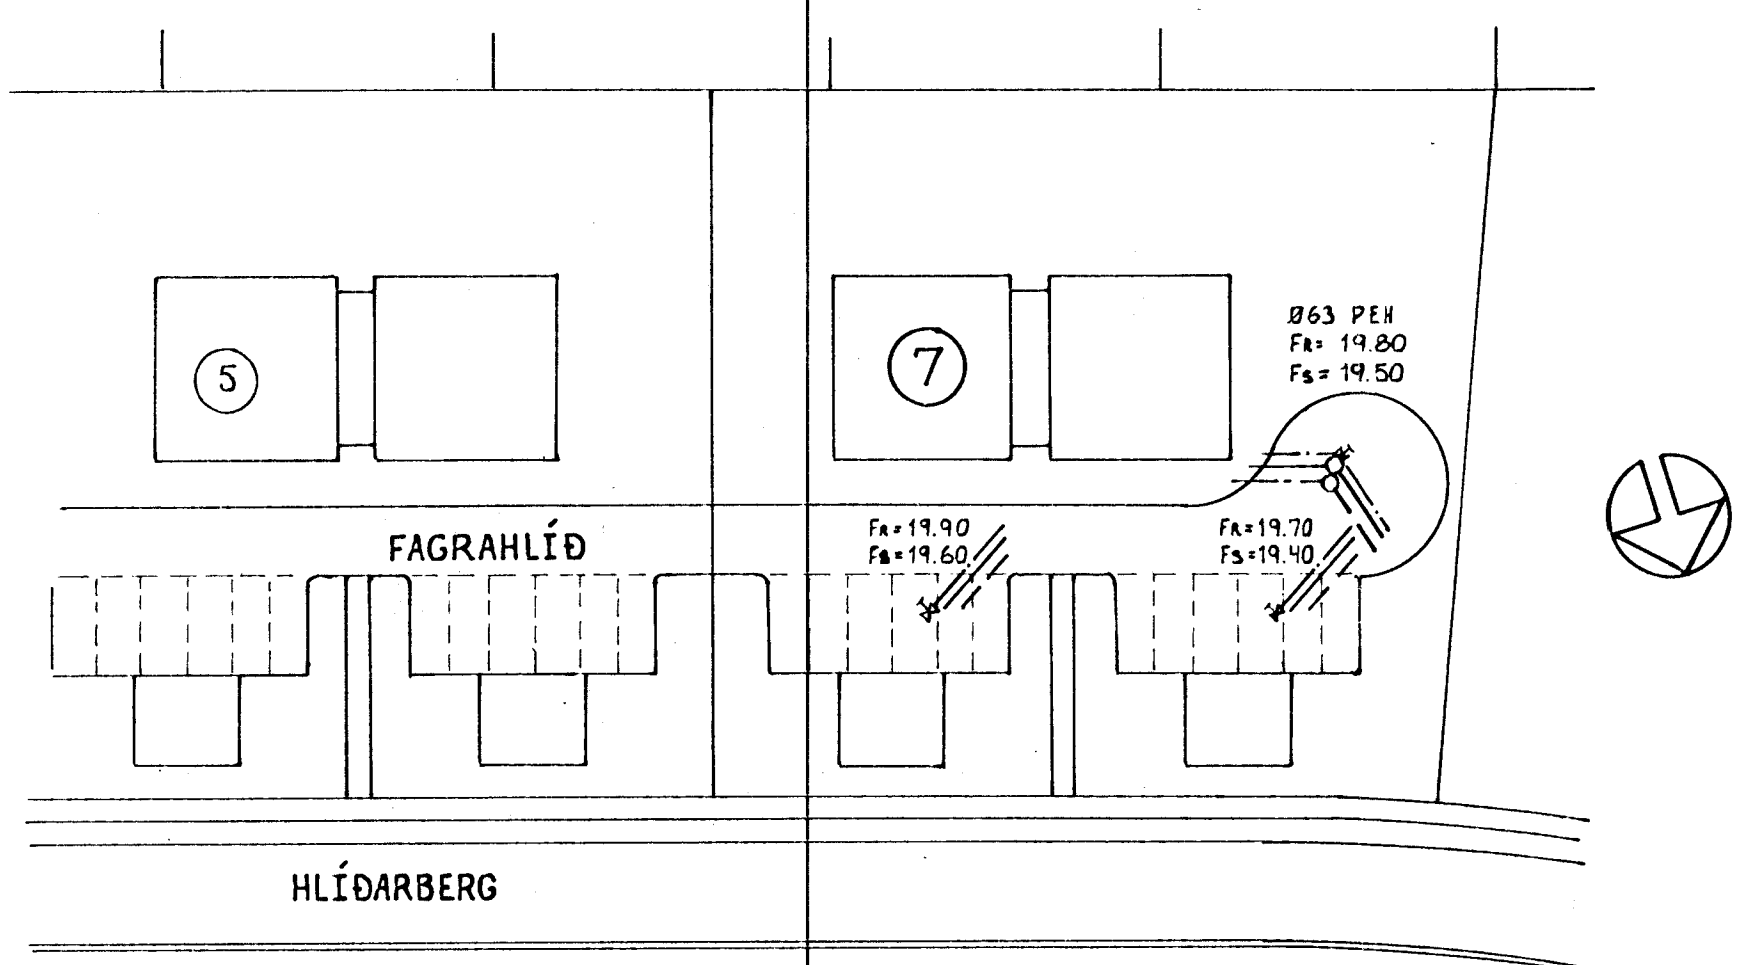 Ø63 PEH
FR= 19.80
FS= 19.50
5
7
FAGRAHLÍÐ
FR=19.90
FS=19.60
FR=19.70
FS=19.40
HLÍÐARBERG